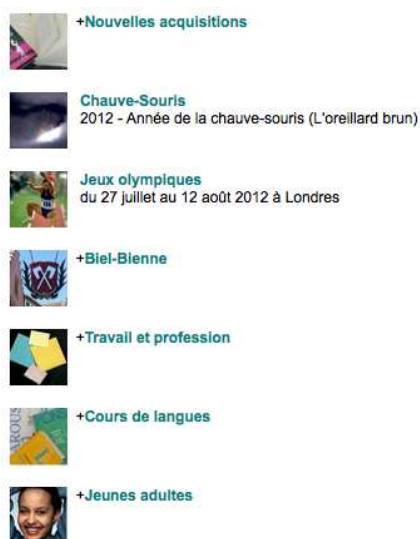 +Nouvelles acquisitions
Chauve-Souris
2012 - Année de la chauve-souris (L'oreillard brun)
Jeux olympiques
du 27 juillet au 12 août 2012 à Londres
+Biel-Bienne
+Travail et profession
+Cours de langues
AROUS
+Jeunes adultes